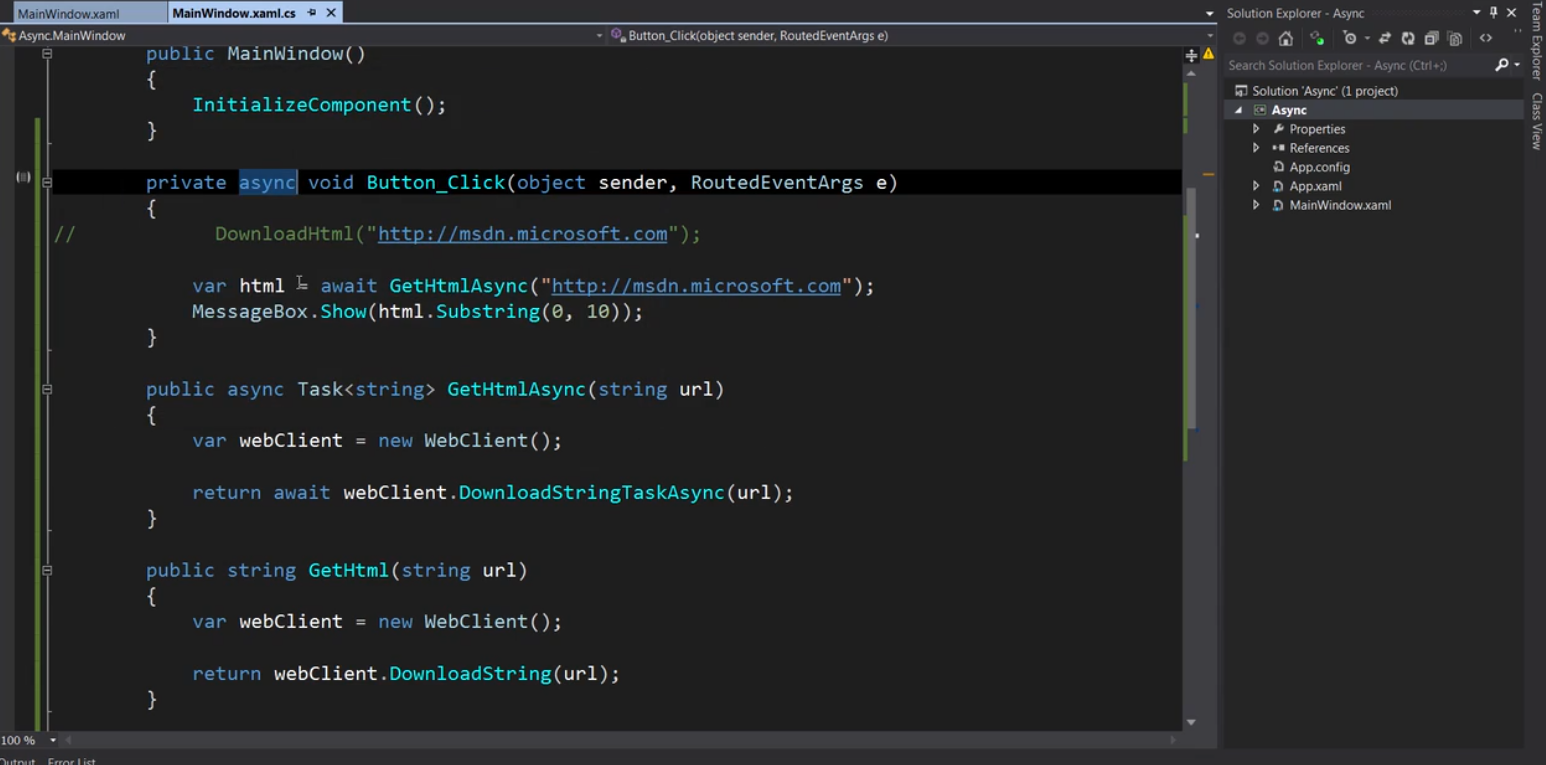 MainWindow.xaml MainWindow.xaml.cs
Async.MainWindow Button_Click(object sender, RoutedEventArgs e)
public MainWindow()
{
InitializeComponent();
}
private async void Button_Click(object sender, RoutedEventArgs e)
{
// DownloadHtml("http://msdn.microsoft.com");
var html = await GetHtmlAsync("http://msdn.microsoft.com");
MessageBox.Show(html.Substring(0, 10));
}
public async Task<string> GetHtmlAsync(string url)
{
var webClient = new WebClient();
return await webClient.DownloadStringTaskAsync(url);
}
public string GetHtml(string url)
{
var webClient = new WebClient();
return webClient.DownloadString(url);
}
100 %
Output Error List
Solution Explorer - Async
Search Solution Explorer - Async (Ctrl+;)
Solution 'Async' (1 project)
Async
Properties
References
App.config
App.xaml
MainWindow.xaml
Team Explorer
Class View